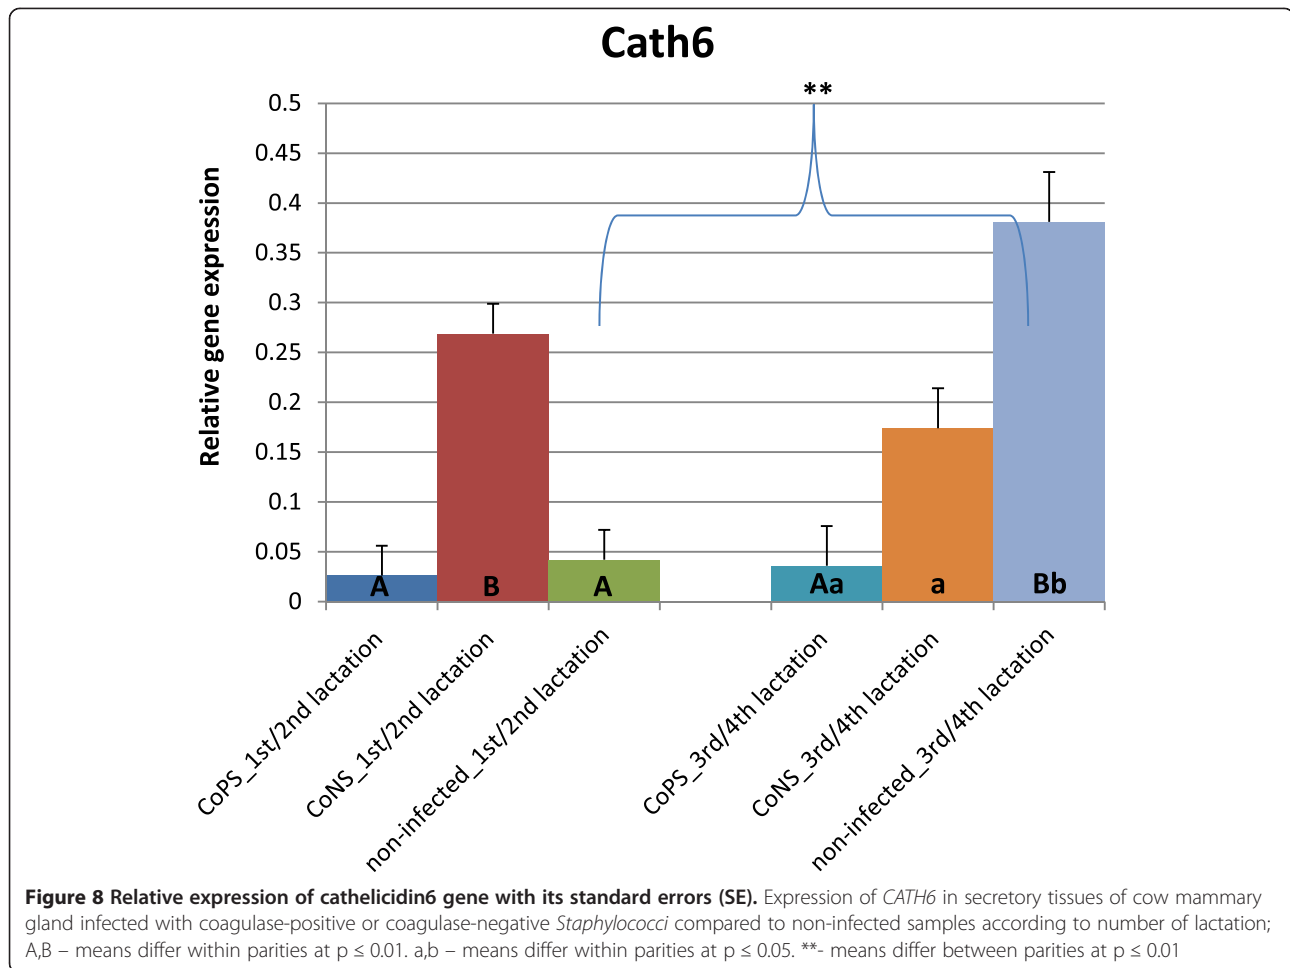 Cath6
**
Relative gene expression
0.5
0.45
0.4
0.35
0.3
0.25
0.2
0.15
0.1
0.05
0
A
B
A
Aa
a
Bb
CoPS_1st/2nd lactation
CoNS_1st/2nd lactation
non-infected_1st/2nd lactation
CoPS_3rd/4th lactation
CoNS_3rd/4th lactation
non-infected_3rd/4th lactation
Figure 8 Relative expression of cathelicidin6 gene with its standard errors (SE). Expression of CATH6 in secretory tissues of cow mammary
gland infected with coagulase-positive or coagulase-negative Staphylococci compared to non-infected samples according to number of lactation;
A,B – means differ within parities at p ≤ 0.01. a,b – means differ within parities at p ≤ 0.05. **- means differ between parities at p ≤ 0.01